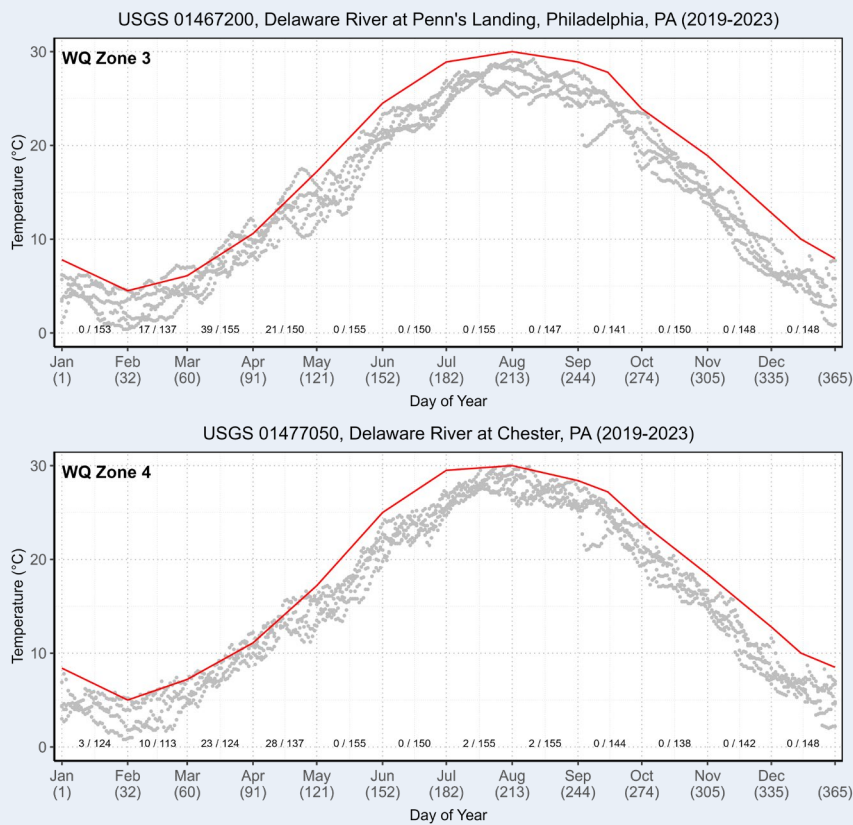 USGS 01467200, Delaware River at Penn's Landing, Philadelphia, PA (2019-2023)
WQ Zone 3
Temperature (°C)
30
20
10
0
0 / 153 17 / 137 39 / 155 21 / 150 0 / 155 0 / 150 0 / 155 0 / 147 0 / 141 0 / 150 0 / 148 0 / 148
Jan Feb Mar Apr May Jun Jul Aug Sep Oct Nov Dec
(1) (32) (60) (91) (121) (152) (182) (213) (244) (274) (305) (335) (365)
Day of Year
USGS 01477050, Delaware River at Chester, PA (2019-2023)
WQ Zone 4
Temperature (°C)
30
20
10
0
3 / 124 10 / 113 23 / 124 28 / 137 0 / 155 0 / 150 2 / 155 2 / 155 0 / 144 0 / 138 0 / 142 0 / 148
Jan Feb Mar Apr May Jun Jul Aug Sep Oct Nov Dec
(1) (32) (60) (91) (121) (152) (182) (213) (244) (274) (305) (335) (365)
Day of Year